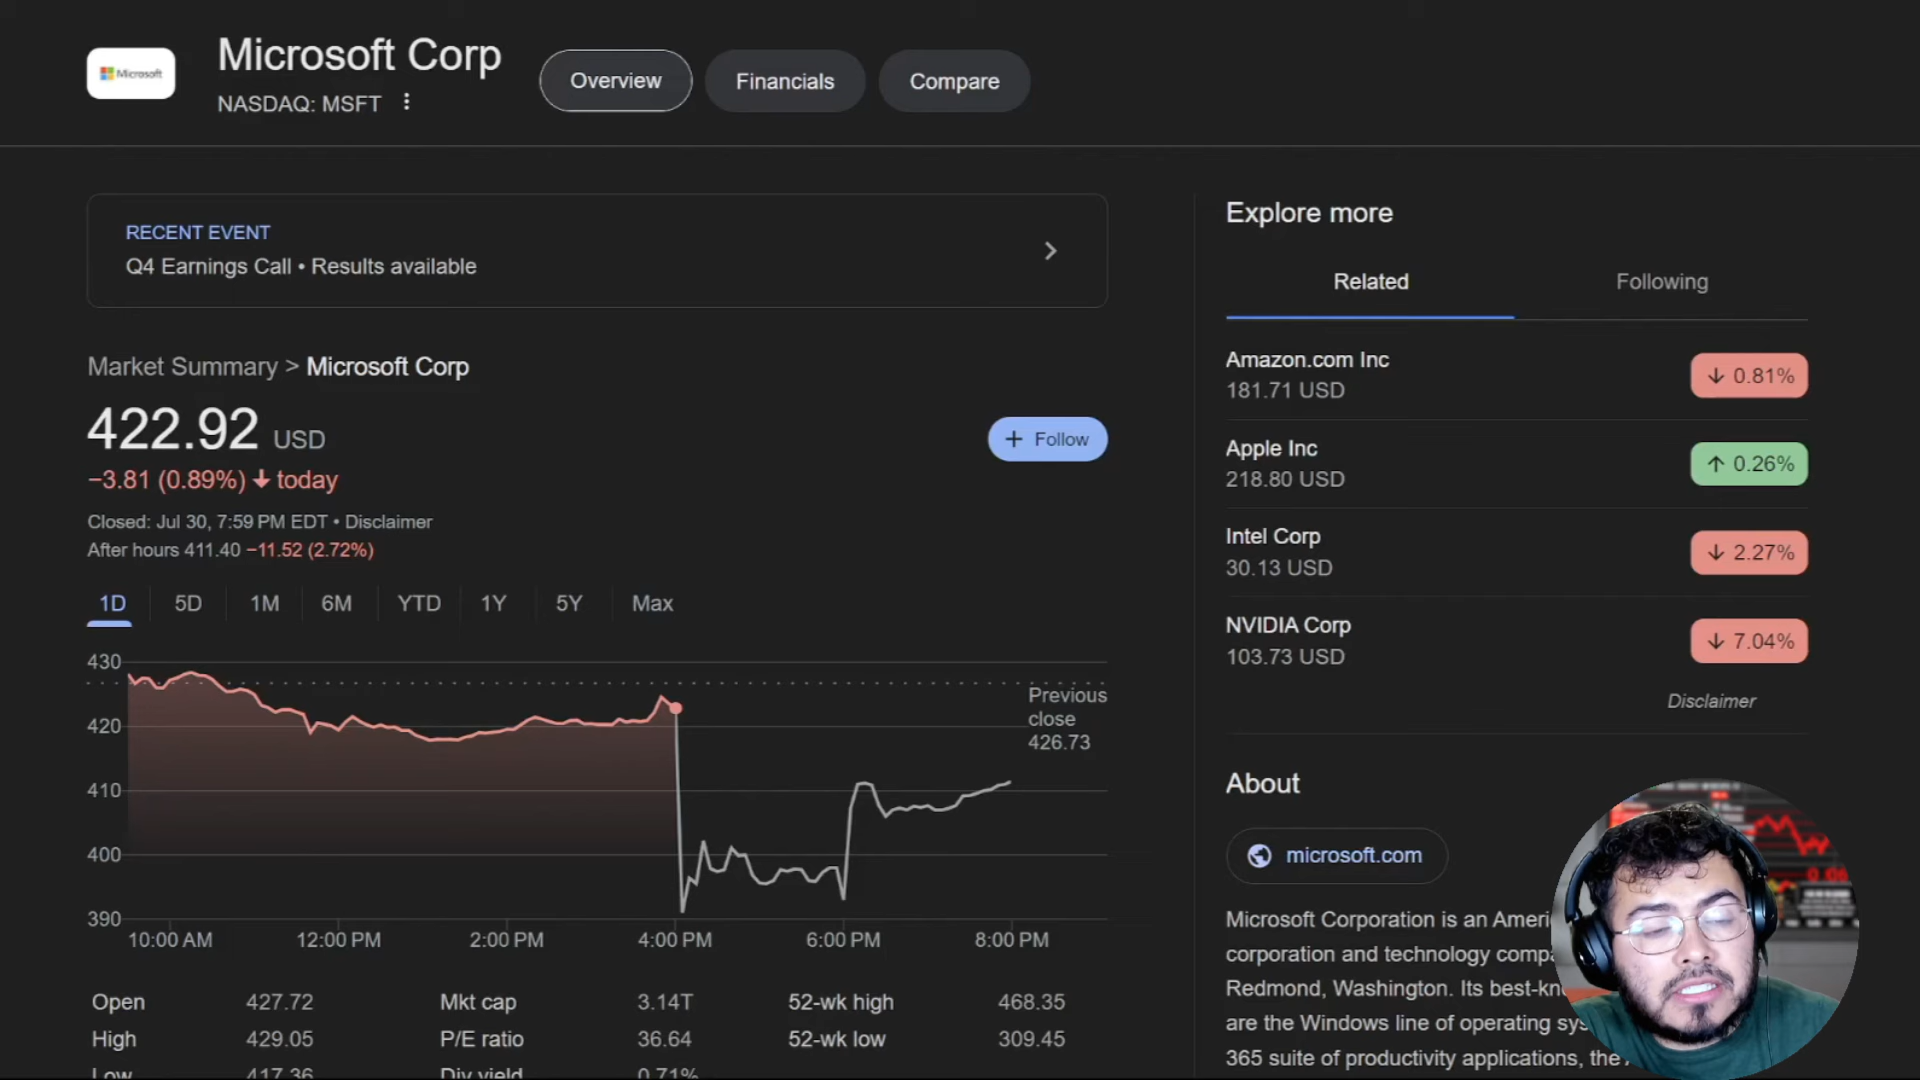 Microsoft
Microsoft Corp
NASDAQ: MSFT
Overview
Financials
Compare
RECENT EVENT
Q4 Earnings Call • Results available
Market Summary > Microsoft Corp
422.92 USD
+ Follow
−3.81 (0.89%) ↓ today
Closed: Jul 30, 7:59 PM EDT • Disclaimer
After hours 411.40 −11.52 (2.72%)
1D 5D 1M 6M YTD 1Y 5Y Max
430
420
410
400
390
Previous
close
426.73
10:00 AM 12:00 PM 2:00 PM 4:00 PM 6:00 PM 8:00 PM
Open 427.72 Mkt cap 3.14T 52-wk high 468.35
High 429.05 P/E ratio 36.64 52-wk low 309.45
Low 417.36 Div yield 0.71%
Explore more
Related Following
Amazon.com Inc
181.71 USD
↓ 0.81%
Apple Inc
218.80 USD
↑ 0.26%
Intel Corp
30.13 USD
↓ 2.27%
NVIDIA Corp
103.73 USD
↓ 7.04%
Disclaimer
About
microsoft.com
Microsoft Corporation is an Ameri
corporation and technology comp
Redmond, Washington. Its best-kn
are the Windows line of operating sys
365 suite of productivity applications, the